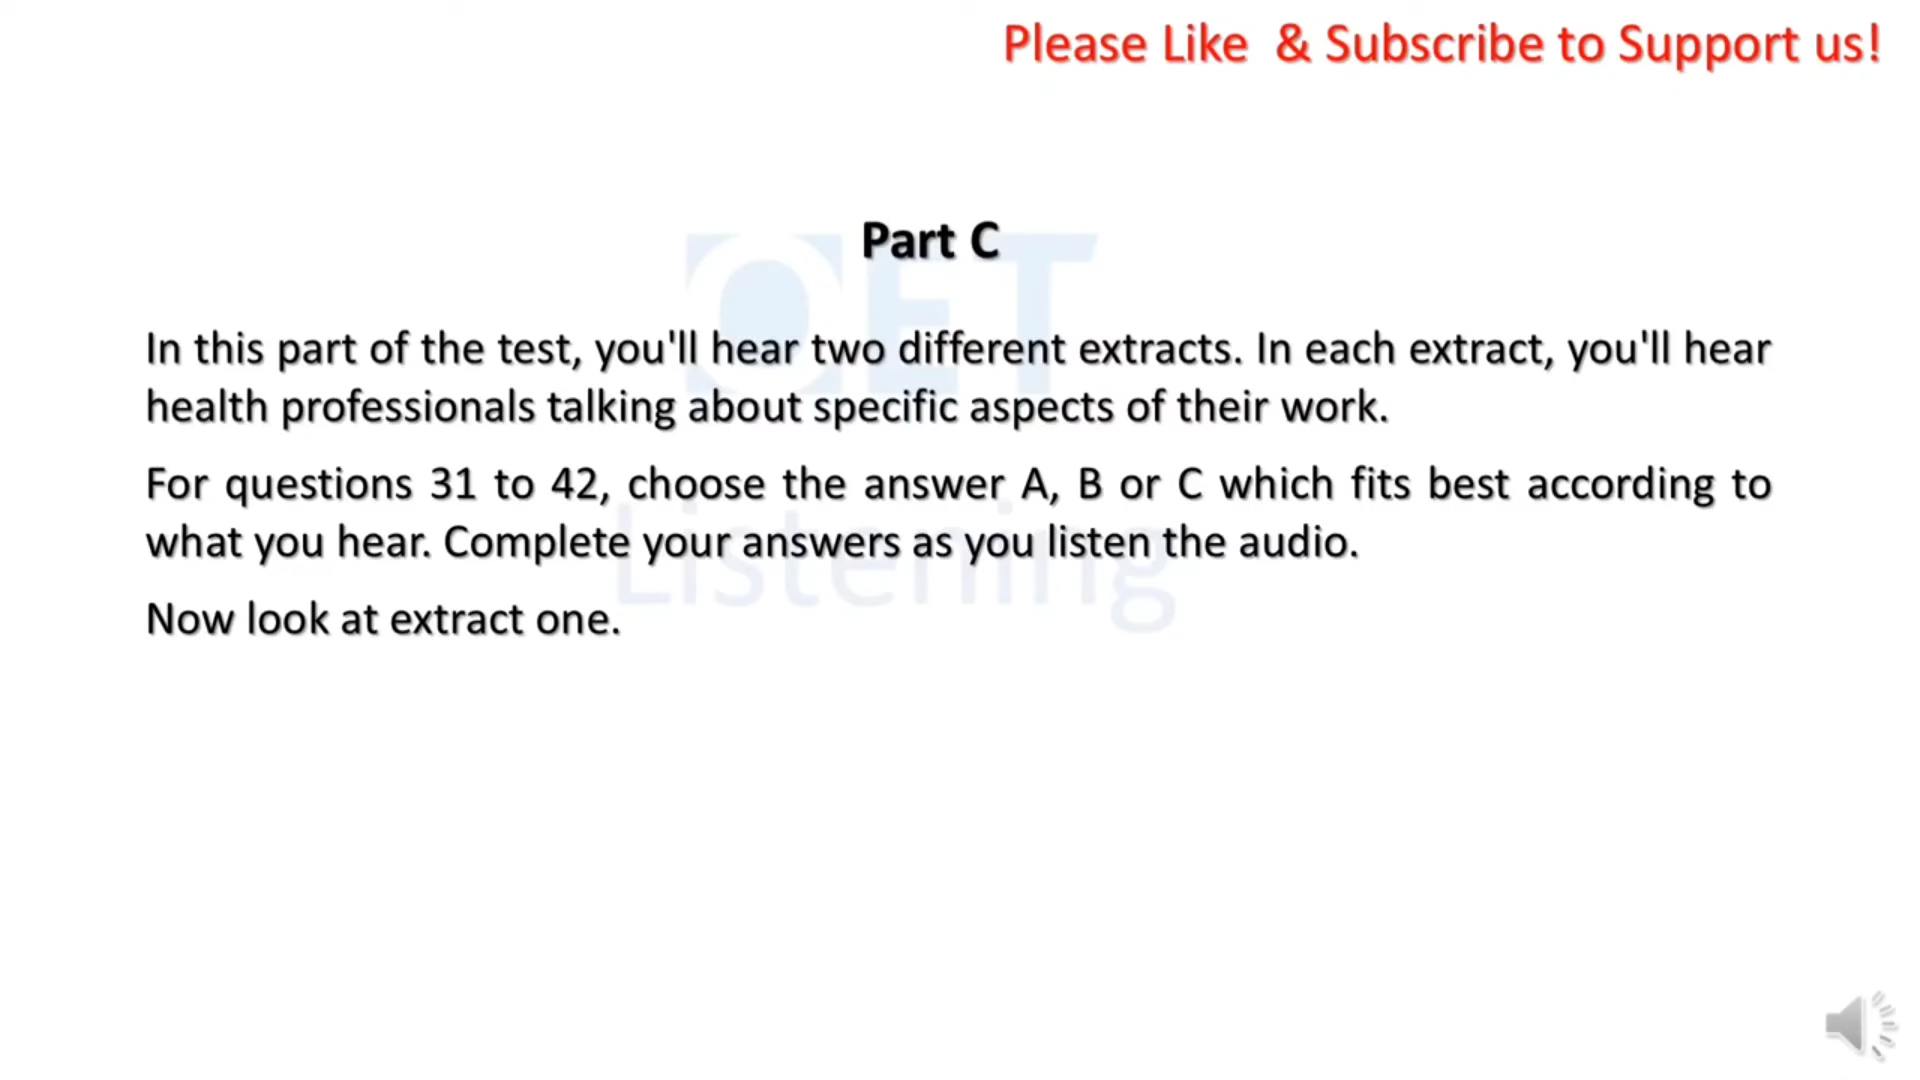 Please Like & Subscribe to Support us!
Part C
OET
Listening
In this part of the test, you'll hear two different extracts. In each extract, you'll hear
health professionals talking about specific aspects of their work.
For questions 31 to 42, choose the answer A, B or C which fits best according to
what you hear. Complete your answers as you listen the audio.
Now look at extract one.